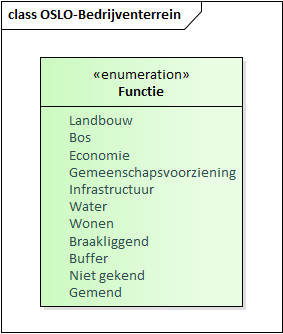 class OSLO-Bedrijventerrein
«enumeration»
Functie
Landbouw
Bos
Economie
Gemeenschapsvoorziening
Infrastructuur
Water
Wonen
Braakliggend
Buffer
Niet gekend
Gemend